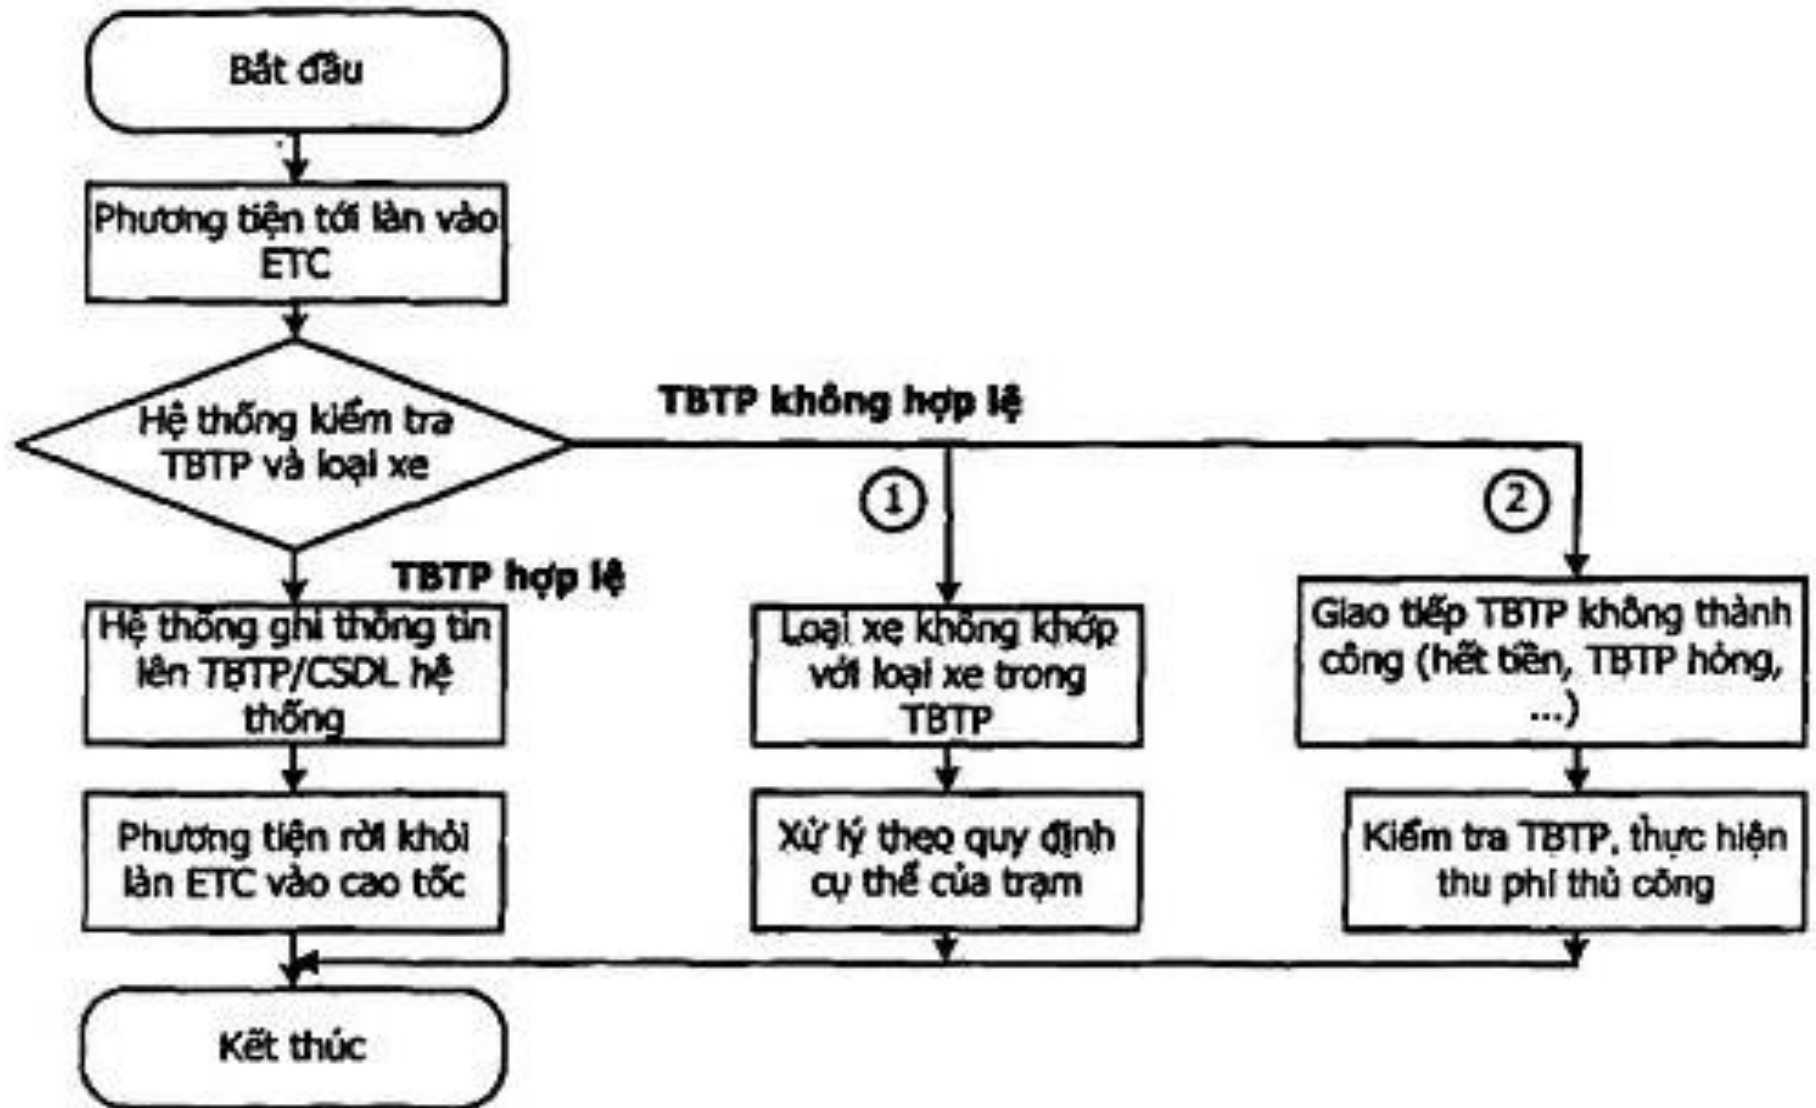 Bắt đầu
Phương tiện tới làn vào
ETC
Hệ thống kiểm tra
TBTP và loại xe
TBTP không hợp lệ
1
2
TBTP hợp lệ
Hệ thống ghi thông tin
lên TBTP/CSDL hệ
thống
Loại xe không khớp
với loại xe trong
TBTP
Giao tiếp TBTP không thành
công (hết tiền, TBTP hỏng,
...)
Phương tiện rời khỏi
làn ETC vào cao tốc
Xử lý theo quy định
cụ thể của trạm
Kiểm tra TBTP, thực hiện
thu phí thủ công
Kết thúc